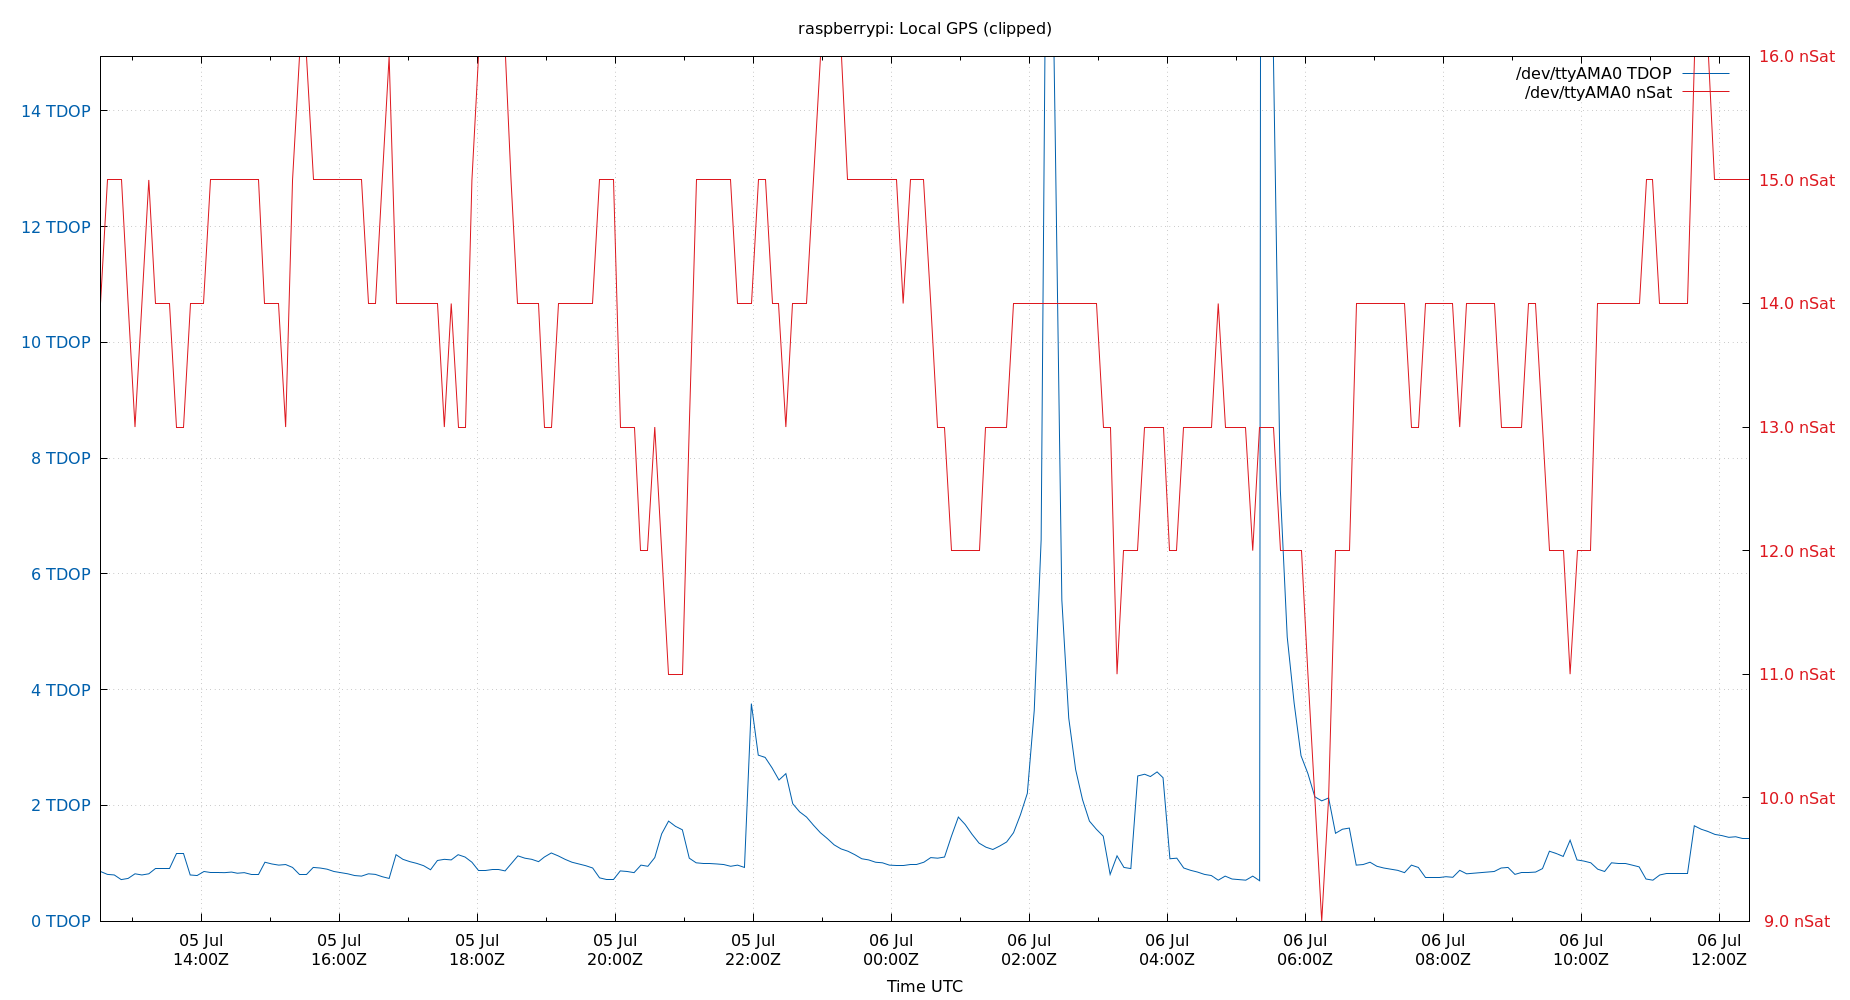 raspberrypi: Local GPS (clipped)
/dev/ttyAMA0 TDOP
/dev/ttyAMA0 nSat
14 TDOP
12 TDOP
10 TDOP
8 TDOP
6 TDOP
4 TDOP
2 TDOP
0 TDOP
16.0 nSat
15.0 nSat
14.0 nSat
13.0 nSat
12.0 nSat
11.0 nSat
10.0 nSat
9.0 nSat
05 Jul
14:00Z
05 Jul
16:00Z
05 Jul
18:00Z
05 Jul
20:00Z
05 Jul
22:00Z
06 Jul
00:00Z
06 Jul
02:00Z
06 Jul
04:00Z
06 Jul
06:00Z
06 Jul
08:00Z
06 Jul
10:00Z
06 Jul
12:00Z
Time UTC